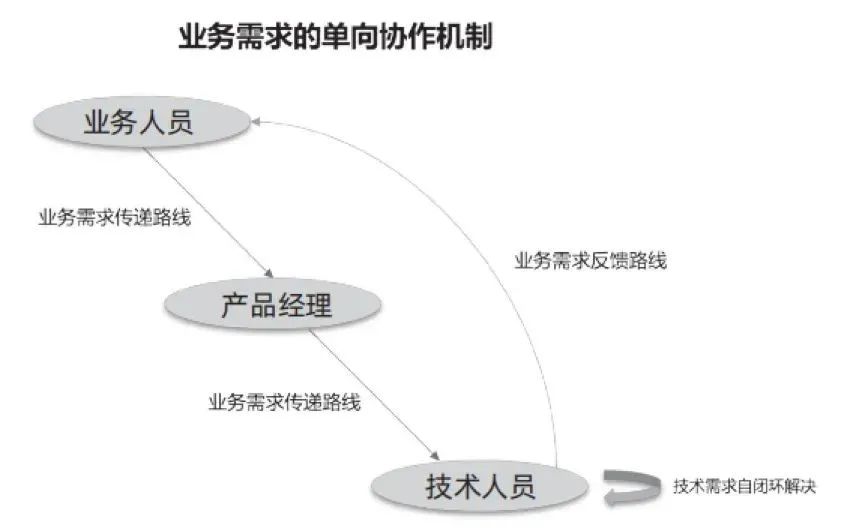 业务需求的单向协作机制
业务人员
业务需求传递路线
业务需求反馈路线
产品经理
业务需求传递路线
技术人员
技术需求自闭环解决